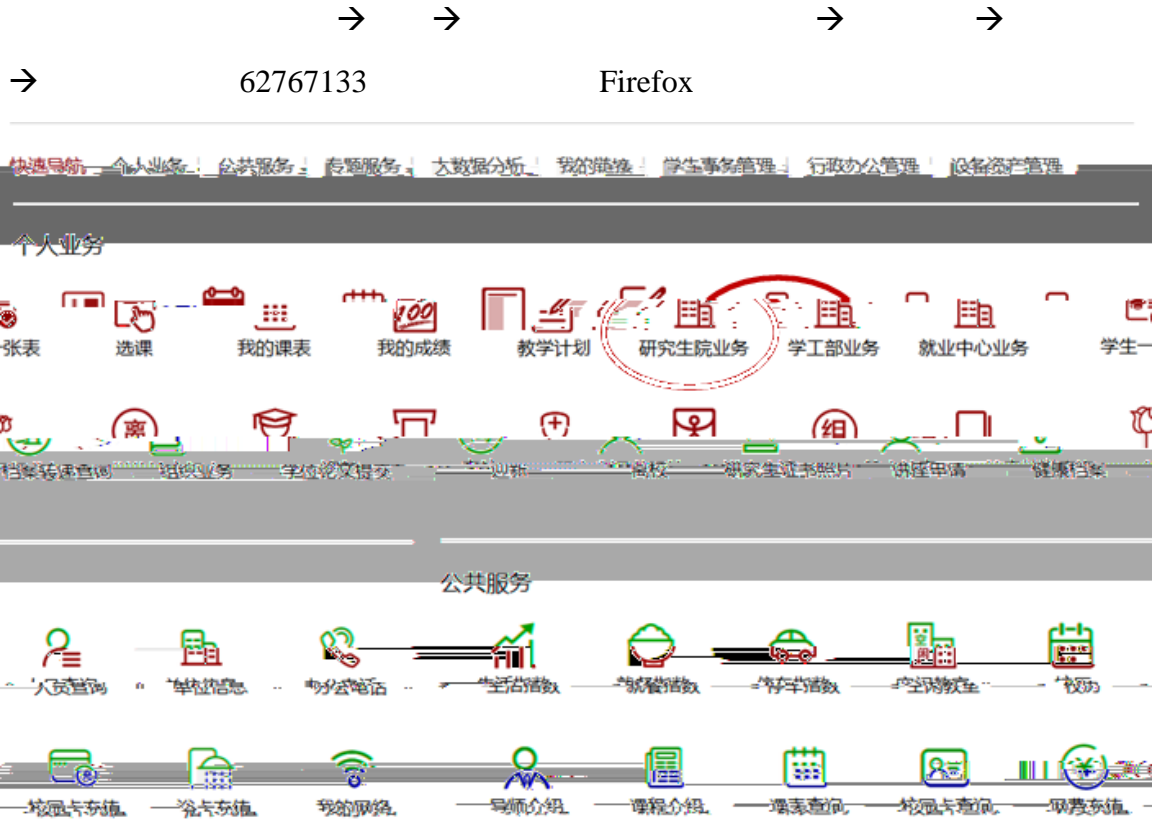 → → → →
→ 62767133 Firefox
快速导航 个人业务 公共服务 专题服务 大数据分析 我的链接 学生事务管理 行政办公管理 设备资产管理
个人业务
100
张表 选课 我的课表 我的成绩 教学计划 研究生院业务 学工部业务 就业中心业务 学生一
离 组
档案转递查询 组织业务 学位论文提交 迎新 离校 研究生证书照片 讲座申请 健康档案
公共服务
人员查询 单位信息 办公电话 生活指数 就餐指数 停车指数 空闲教室 校历
校园卡充值 浴卡充值 我的网络 导师介绍 课程介绍 课表查询 校园卡查询 网费充值